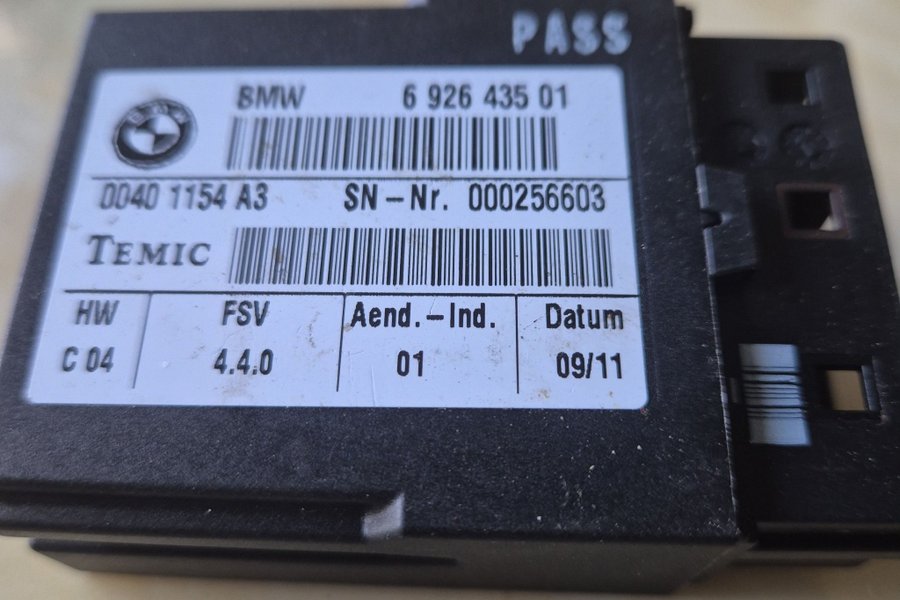 PASS
BMW 6 926 435 01
BMW
0040 1154 A3 SN-Nr. 000256603
TEMIC
HW FSV Aend.-Ind. Datum
C 04 4.4.0 01 09/11